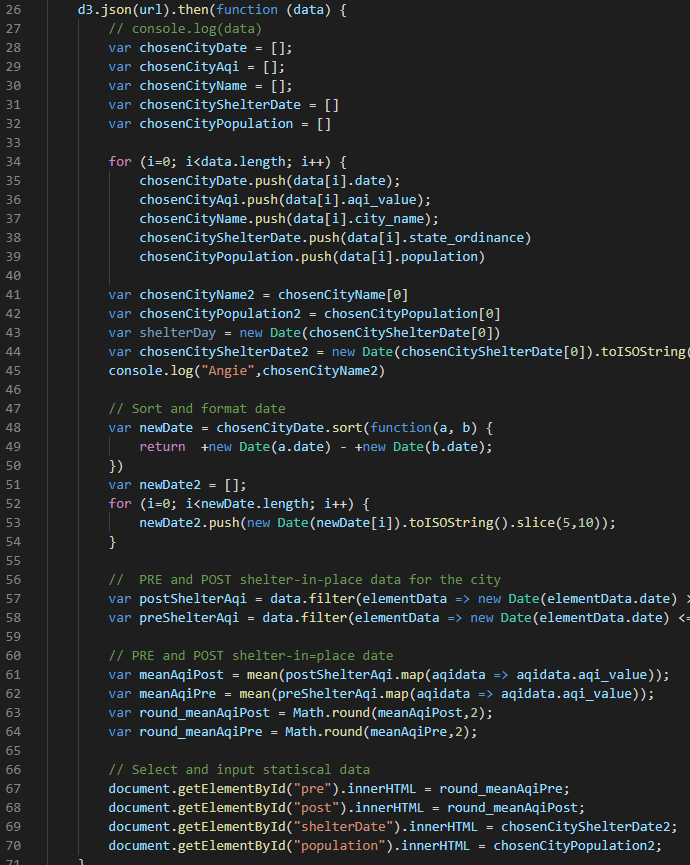 26 d3.json(url).then(function (data) {
27 // console.log(data)
28 var chosenCityDate = [];
29 var chosenCityAqi = [];
30 var chosenCityName = [];
31 var chosenCityShelterDate = []
32 var chosenCityPopulation = []
33
34 for (i=0; i<data.length; i++) {
35 chosenCityDate.push(data[i].date);
36 chosenCityAqi.push(data[i].aqi_value);
37 chosenCityName.push(data[i].city_name);
38 chosenCityShelterDate.push(data[i].state_ordinance)
39 chosenCityPopulation.push(data[i].population)
40
41 var chosenCityName2 = chosenCityName[0]
42 var chosenCityPopulation2 = chosenCityPopulation[0]
43 var shelterDay = new Date(chosenCityShelterDate[0])
44 var chosenCityShelterDate2 = new Date(chosenCityShelterDate[0]).toISOString(
45 console.log("Angie",chosenCityName2)
46
47 // Sort and format date
48 var newDate = chosenCityDate.sort(function(a, b) {
49 return +new Date(a.date) - +new Date(b.date);
50 })
51 var newDate2 = [];
52 for (i=0; i<newDate.length; i++) {
53 newDate2.push(new Date(newDate[i]).toISOString().slice(5,10));
54 }
55
56 // PRE and POST shelter-in-place data for the city
57 var postShelterAqi = data.filter(elementData => new Date(elementData.date) >
58 var preShelterAqi = data.filter(elementData => new Date(elementData.date) <=
59
60 // PRE and POST shelter-in=place date
61 var meanAqiPost = mean(postShelterAqi.map(aqidata => aqidata.aqi_value));
62 var meanAqiPre = mean(preShelterAqi.map(aqidata => aqidata.aqi_value));
63 var round_meanAqiPost = Math.round(meanAqiPost,2);
64 var round_meanAqiPre = Math.round(meanAqiPre,2);
65
66 // Select and input statiscal data
67 document.getElementById("pre").innerHTML = round_meanAqiPre;
68 document.getElementById("post").innerHTML = round_meanAqiPost;
69 document.getElementById("shelterDate").innerHTML = chosenCityShelterDate2;
70 document.getElementById("population").innerHTML = chosenCityPopulation2;
71 }